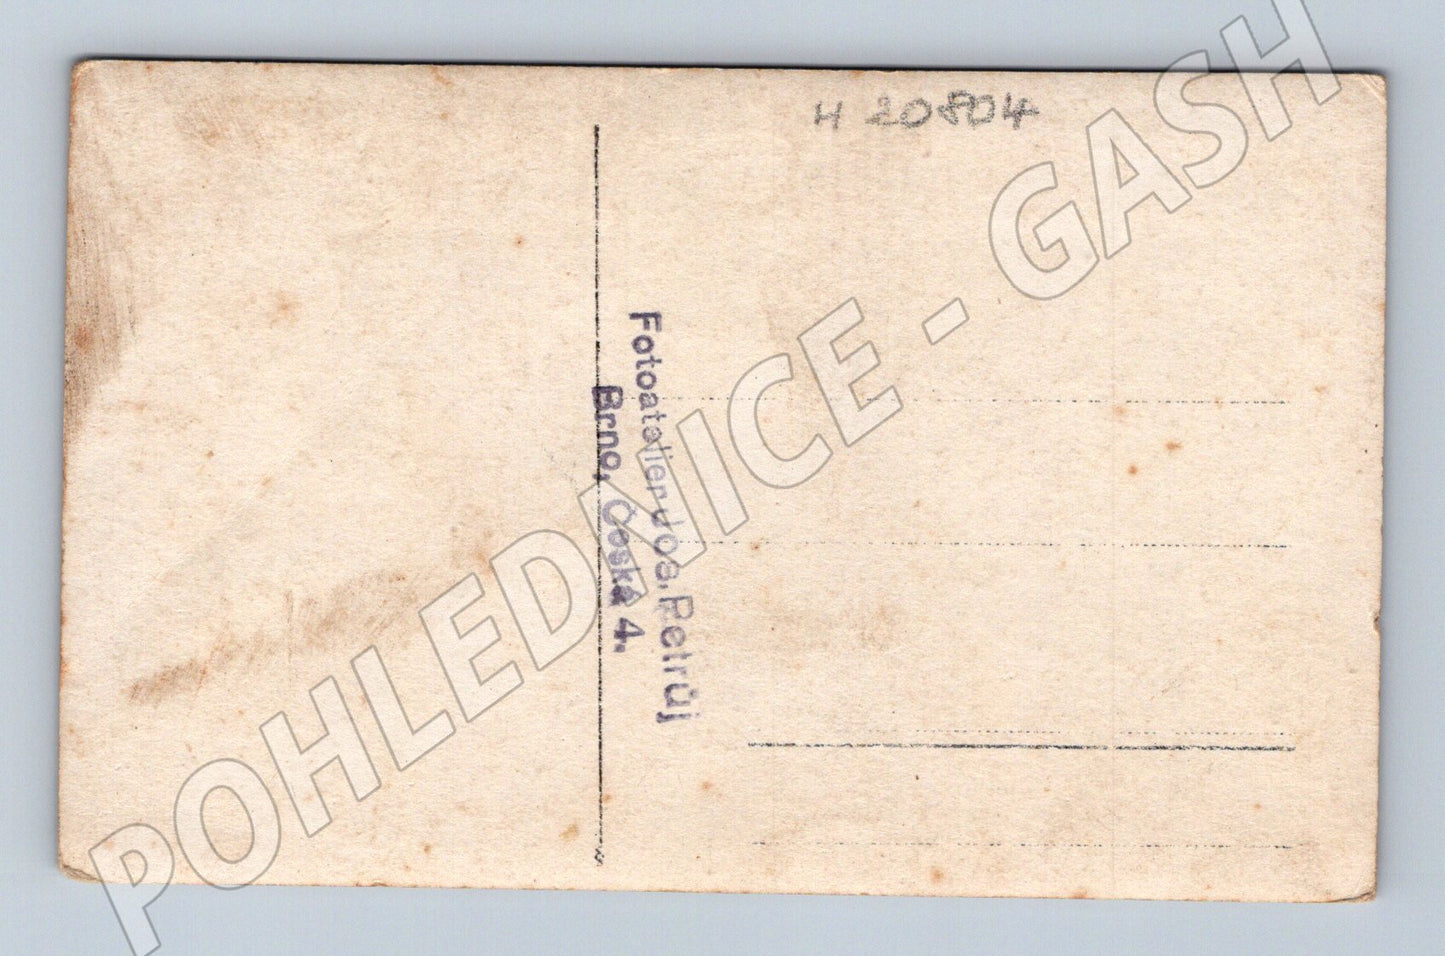 H 20804
Fotoatelier Jos. Petrůj
Brno, Česká 4.
POHLEDNICE - GASH